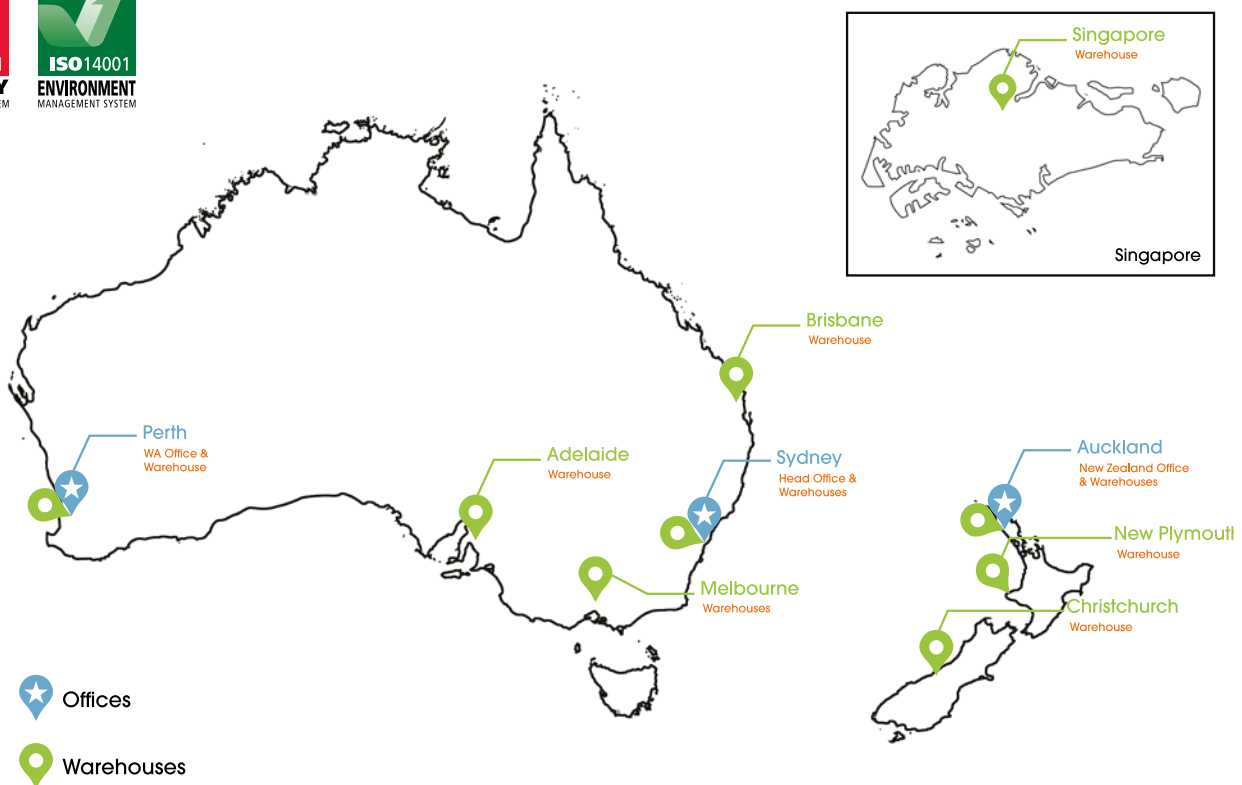 ISO14001
ENVIRONMENT
MANAGEMENT SYSTEM
Singapore
Warehouse
Singapore
Brisbane
Warehouse
Perth
WA Office &
Warehouse
Adelaide
Warehouse
Sydney
Head Office &
Warehouses
Auckland
New Zealand Office
& Warehouses
New Plymouth
Warehouse
Melbourne
Warehouses
Christchurch
Warehouse
Offices
Warehouses